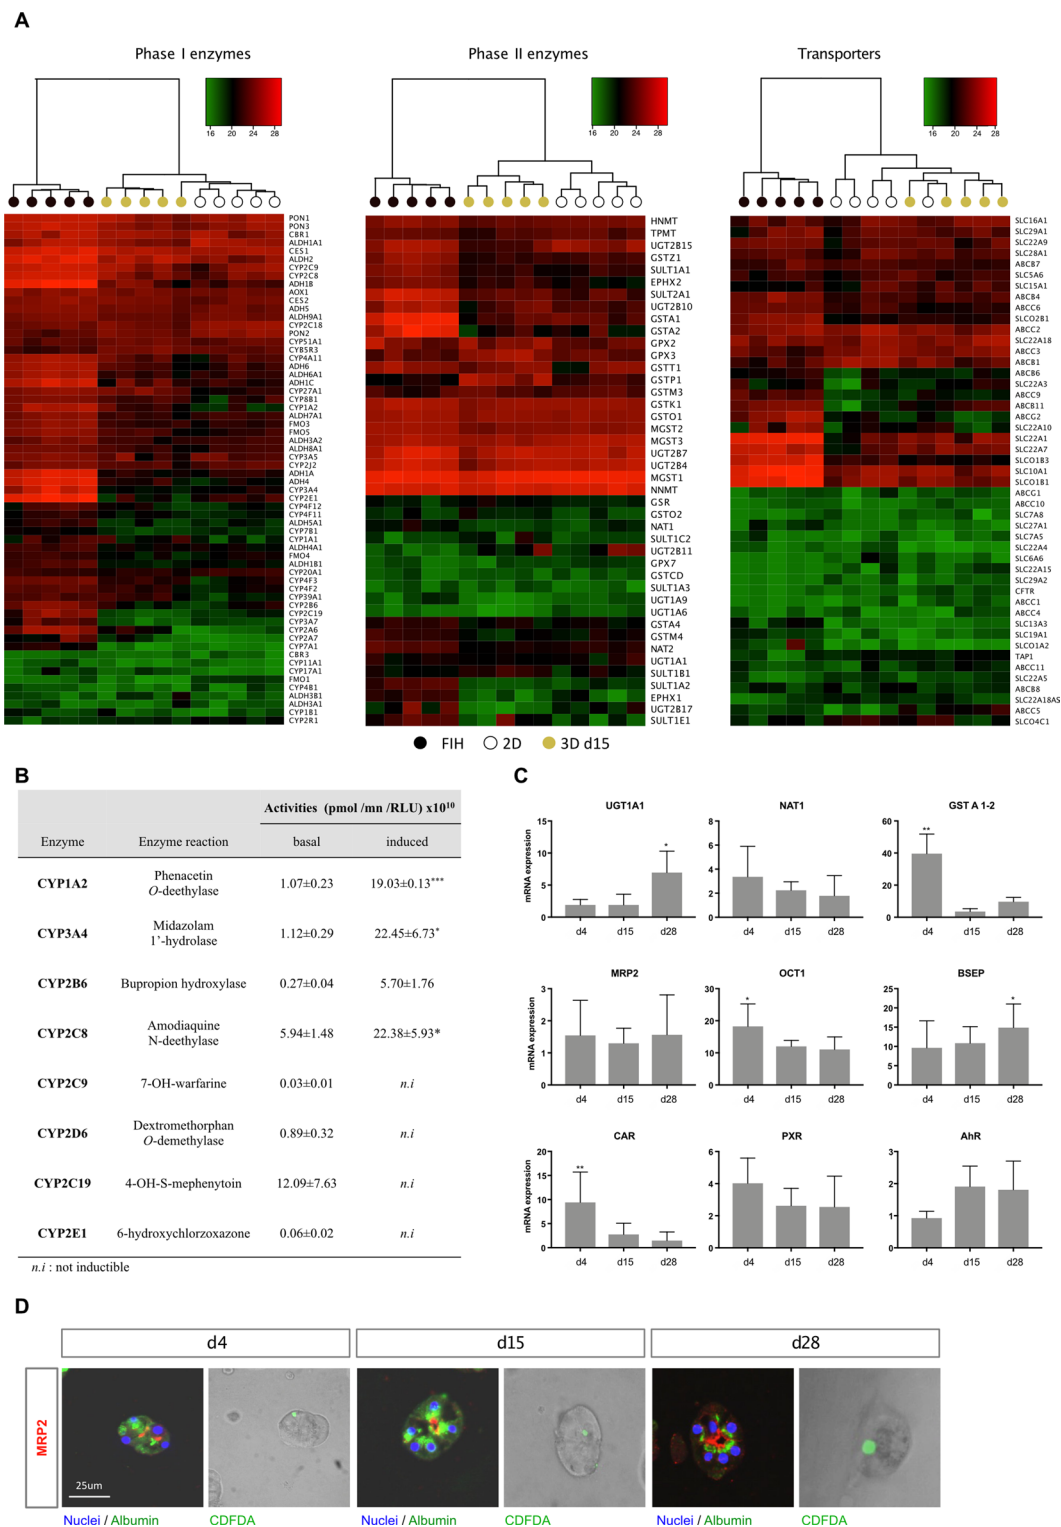 A
Phase I enzymes
Phase II enzymes
Transporters
16 20 24 28
16 20 24 28
16 20 24 28
PON1
PON3
CBR1
ALDH1A1
CES1
ALDH2
CYP2C9
CYP2C8
ADH1B
AOX1
CES2
ADH5
ALDH9A1
CYP2C18
PON2
CYP51A1
CYB5R3
CYP4A11
ADH6
ALDH6A1
ADH1C
CYP27A1
CYP8B1
CYP1A2
ALDH7A1
FMO3
FMO5
ALDH3A2
ALDH8A1
CYP3A5
CYP2J2
ADH1A
ADH4
CYP3A4
CYP2E1
CYP4F12
CYP4F11
ALDH5A1
CYP7B1
CYP1A1
ALDH4A1
FMO4
ALDH1B1
CYP20A1
CYP4F3
CYP4F2
CYP39A1
CYP2B6
CYP2C19
CYP3A7
CYP2A6
CYP2A7
CYP7A1
CBR3
CYP11A1
CYP17A1
FMO1
CYP4B1
ALDH3B1
ALDH3A1
CYP1B1
CYP2R1
HNMT
TPMT
UGT2B15
GSTZ1
SULT1A1
EPHX2
SULT2A1
UGT2B10
GSTA1
GSTA2
GPX2
GPX3
GSTT1
GSTP1
GSTM3
GSTK1
GSTO1
MGST2
MGST3
UGT2B7
UGT2B4
MGST1
NNMT
GSR
GSTO2
NAT1
SULT1C2
UGT2B11
GPX7
GSTCD
SULT1A3
UGT1A9
UGT1A6
GSTA4
GSTM4
NAT2
UGT1A1
SULT1B1
SULT1A2
EPHX1
UGT2B17
SULT1E1
SLC16A1
SLC29A1
SLC22A9
SLC28A1
ABCB7
SLC5A6
SLC15A1
ABCB4
ABCC6
SLCO2B1
ABCC2
SLC22A18
ABCC3
ABCB1
ABCB6
SLC22A3
ABCC9
ABCB11
ABCG2
SLC22A10
SLC22A1
SLC22A7
SLCO1B3
SLC10A1
SLCO1B1
ABCG1
ABCC10
SLC7A8
SLC27A1
SLC7A5
SLC22A4
SLC6A6
SLC22A15
SLC29A2
CFTR
ABCC1
ABCC4
SLC13A3
SLC19A1
SLCO1A2
TAP1
ABCC11
SLC22A5
ABCB8
SLC22A18AS
ABCC5
SLCO4C1
FIH 2D 3D d15
B
Activities (pmol /mn /RLU) x10¹⁰
Enzyme Enzyme reaction basal induced
CYP1A2 Phenacetin O-deethylase 1.07±0.23 19.03±0.13***
CYP3A4 Midazolam 1'-hydrolase 1.12±0.29 22.45±6.73*
CYP2B6 Bupropion hydroxylase 0.27±0.04 5.70±1.76
CYP2C8 Amodiaquine N-deethylase 5.94±1.48 22.38±5.93*
CYP2C9 7-OH-warfarine 0.03±0.01 n.i
CYP2D6 Dextromethorphan O-demethylase 0.89±0.32 n.i
CYP2C19 4-OH-S-mephenytoin 12.09±7.63 n.i
CYP2E1 6-hydroxychlorzoxazone 0.06±0.02 n.i
n.i : not inductible
C
UGT1A1
mRNA expression
15
10
5
0
*
d4 d15 d28
NAT1
8
6
4
2
0
d4 d15 d28
GST A 1-2
60
40
20
0
**
d4 d15 d28
MRP2
mRNA expression
3
2
1
0
d4 d15 d28
OCT1
30
20
10
0
*
d4 d15 d28
BSEP
25
20
15
10
5
0
*
d4 d15 d28
CAR
mRNA expression
20
15
10
5
0
**
d4 d15 d28
PXR
6
4
2
0
d4 d15 d28
AhR
3
2
1
0
d4 d15 d28
D
d4 d15 d28
MRP2
25um
Nuclei / Albumin CDFDA Nuclei / Albumin CDFDA Nuclei / Albumin CDFDA